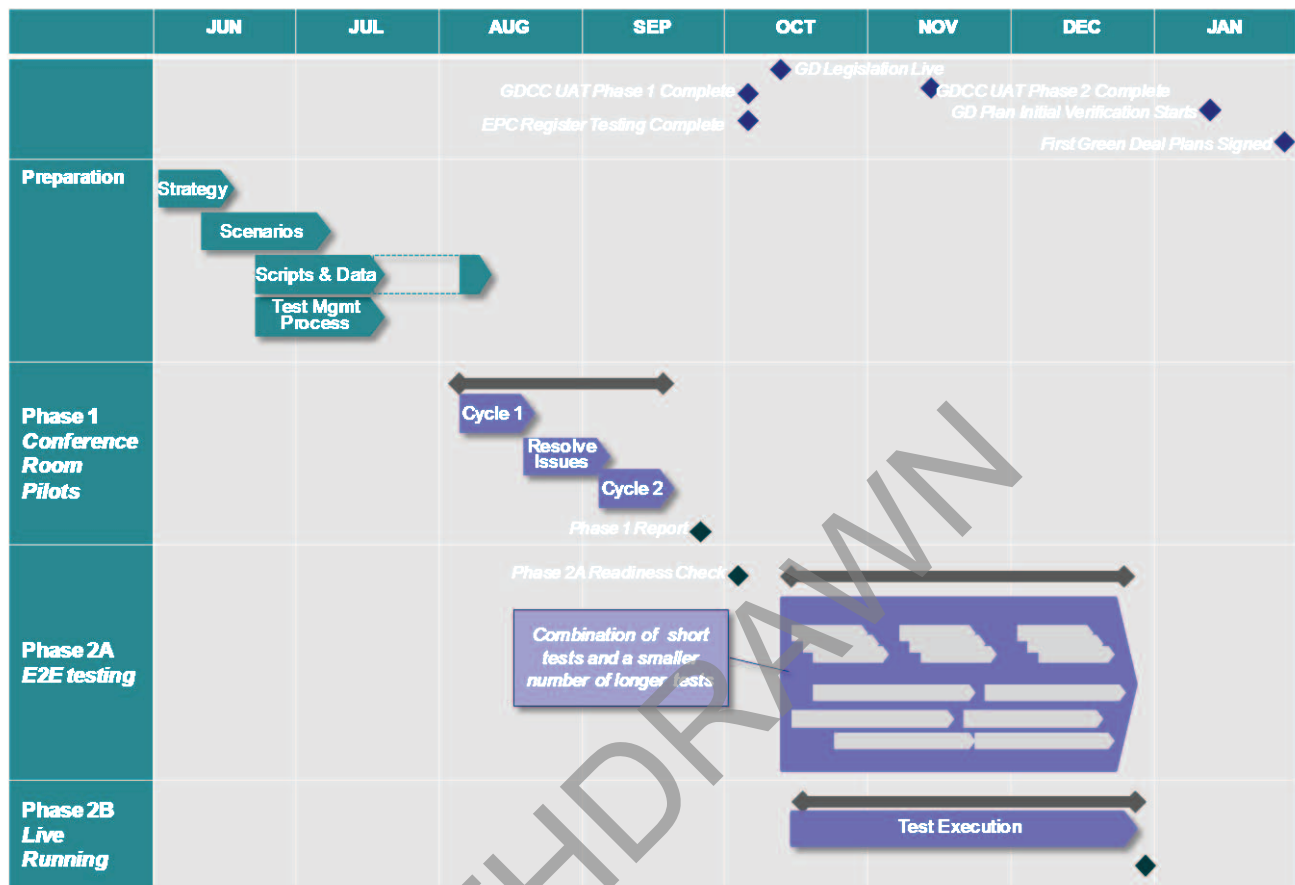 JUN JUL AUG SEP OCT NOV DEC JAN
GD Legislation Live
GDCC UAT Phase 1 Complete
GDCC UAT Phase 2 Complete
GD Plan Initial Verification Starts
EPC Register Testing Complete
First Green Deal Plans Signed
Preparation
Strategy
Scenarios
Scripts & Data
Test Mgmt
Process
Phase 1
Conference
Room
Pilots
Cycle 1
Resolve
Issues
Cycle 2
Phase 1 Report
Phase 2A
E2E testing
Phase 2A Readiness Check
Combination of short
tests and a smaller
number of longer tests
Phase 2B
Live
Running
Test Execution
HDRAWN